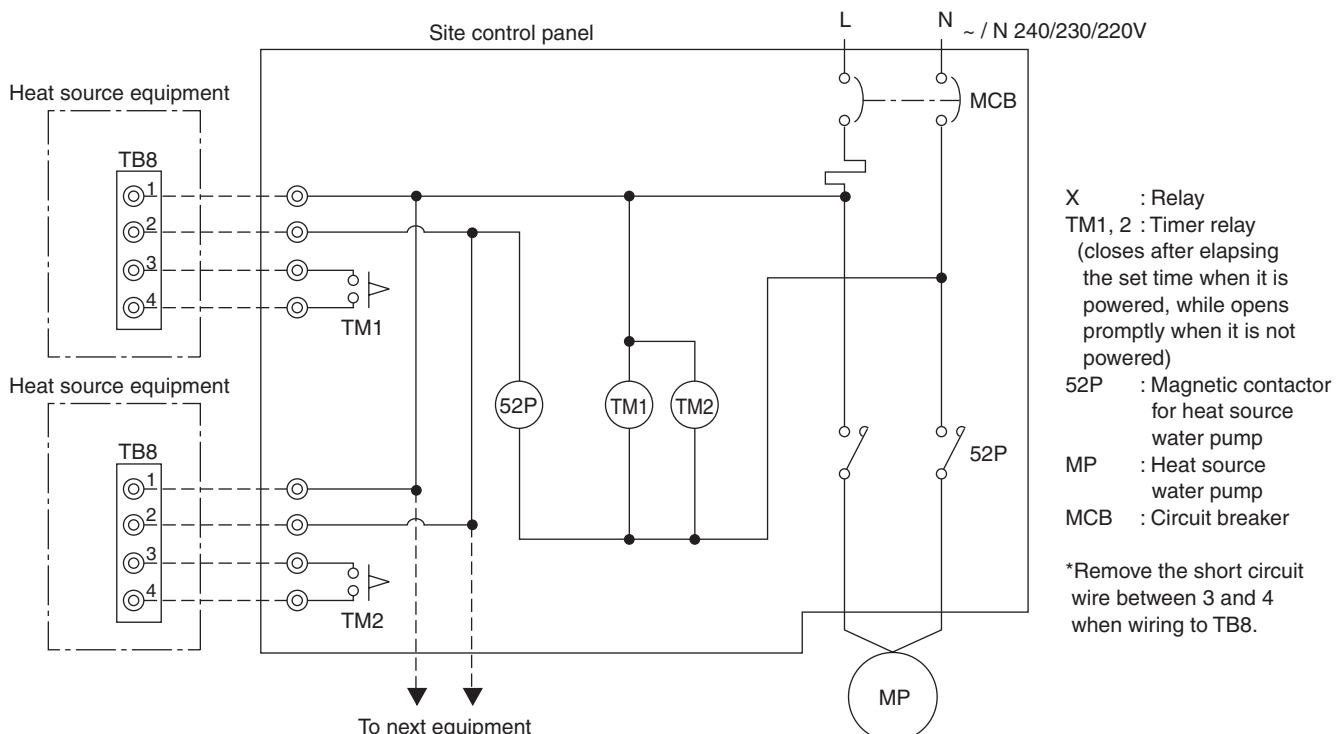 Site control panel
L
N
~ / N 240/230/220V
MCB
Heat source equipment
TB8
1
2
3
4
TM1
Heat source equipment
TB8
1
2
3
4
TM2
52P
TM1
TM2
52P
MP
To next equipment
X : Relay
TM1, 2 : Timer relay
(closes after elapsing
the set time when it is
powered, while opens
promptly when it is not
powered)
52P : Magnetic contactor
for heat source
water pump
MP : Heat source
water pump
MCB : Circuit breaker
*Remove the short circuit
wire between 3 and 4
when wiring to TB8.